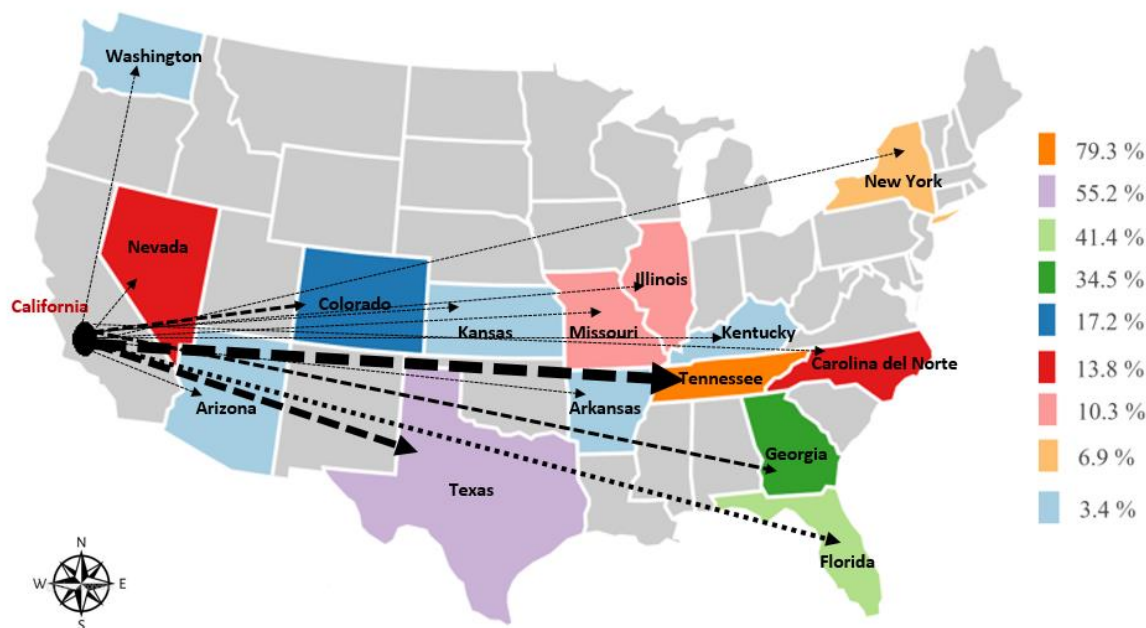 Washington
New York
Nevada
California
Colorado
Kansas
Missouri
Illinois
Kentucky
Carolina del Norte
Tennessee
Arizona
Arkansas
Georgia
Texas
Florida
79.3 %
55.2 %
41.4 %
34.5 %
17.2 %
13.8 %
10.3 %
6.9 %
3.4 %
N
W
E
S